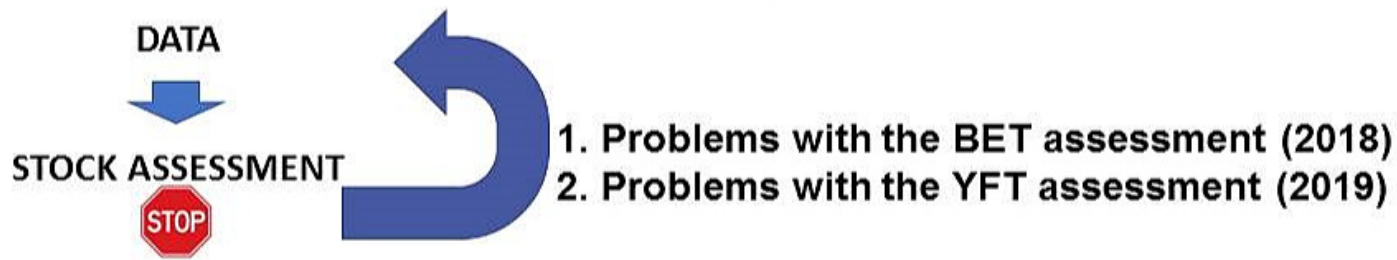 DATA
STOCK ASSESSMENT
STOP
1. Problems with the BET assessment (2018)
2. Problems with the YFT assessment (2019)